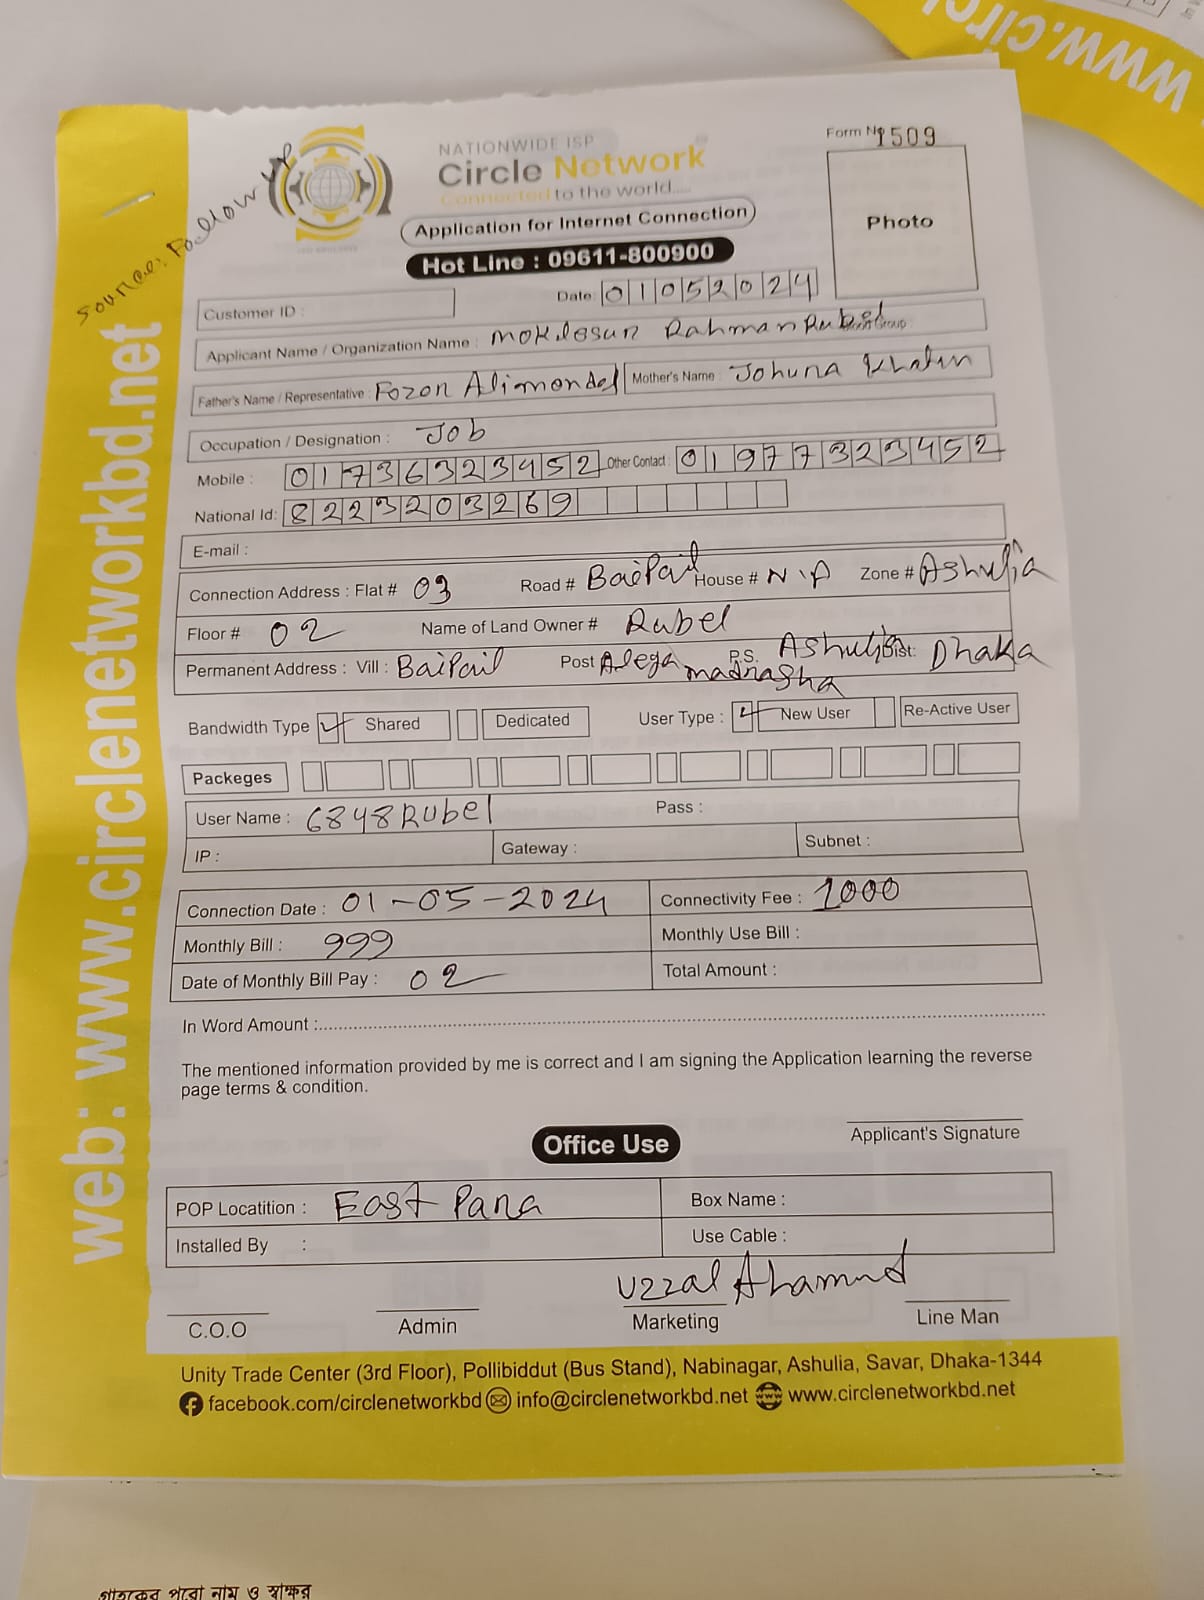 www.circ
Source: Follow up
NATIONWIDE ISP
Circle Network
Connected to the world.....
Form No 1509
Photo
Application for Internet Connection
Hot Line : 09611-800900
Date: 01052024
Customer ID :
Applicant Name / Organization Name : Moklesur Rahman Rubel
Father's Name / Representative : Fozor Alimondol Mother's Name : Johura Khatun
Occupation / Designation : Job
Mobile : 01736323452 Other Contact : 01977323452
National Id: 8223203269
E-mail :
Connection Address : Flat # 03 Road # Baipail House # N.A Zone # Ashulia
Floor # 02 Name of Land Owner # Rubel
Permanent Address : Vill : Baipail Post Aleya madrasha P.S. Ashulia Dist: Dhaka
Bandwidth Type Shared Dedicated User Type : New User Re-Active User
Packeges
User Name : 6848Rubel Pass :
IP : Gateway : Subnet :
Connection Date : 01-05-2024 Connectivity Fee : 1000
Monthly Bill : 999 Monthly Use Bill :
Date of Monthly Bill Pay : 02 Total Amount :
In Word Amount :
The mentioned information provided by me is correct and I am signing the Application learning the reverse
page terms & condition.
Applicant's Signature
Office Use
POP Locatition : East Para Box Name :
Installed By : Use Cable :
Uzzal Ahamed
C.O.O Admin Marketing Line Man
Unity Trade Center (3rd Floor), Pollibiddut (Bus Stand), Nabinagar, Ashulia, Savar, Dhaka-1344
facebook.com/circlenetworkbd info@circlenetworkbd.net www.circlenetworkbd.net
web: www.circlenetworkbd.net
গ্রাহকের পুরো নাম ও স্বাক্ষর